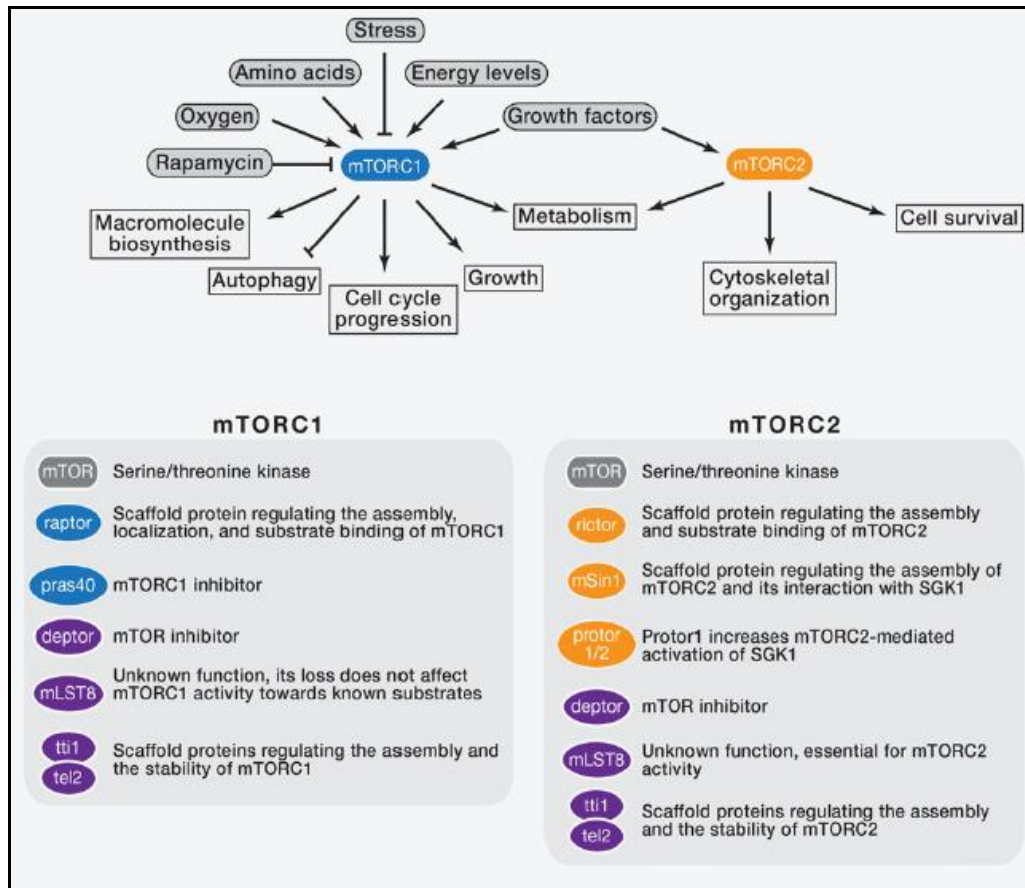 Stress
Amino acids
Energy levels
Oxygen
Growth factors
Rapamycin
mTORC1
mTORC2
Macromolecule
biosynthesis
Autophagy
Cell cycle
progression
Growth
Metabolism
Cytoskeletal
organization
Cell survival
mTORC1
mTOR
Serine/threonine kinase
raptor
Scaffold protein regulating the assembly,
localization, and substrate binding of mTORC1
pras40
mTORC1 inhibitor
deptor
mTOR inhibitor
mLST8
Unknown function, its loss does not affect
mTORC1 activity towards known substrates
tti1
tel2
Scaffold proteins regulating the assembly and
the stability of mTORC1
mTORC2
mTOR
Serine/threonine kinase
rictor
Scaffold protein regulating the assembly
and substrate binding of mTORC2
mSin1
Scaffold protein regulating the assembly of
mTORC2 and its interaction with SGK1
protor
1/2
Protor1 increases mTORC2-mediated
activation of SGK1
deptor
mTOR inhibitor
mLST8
Unknown function, essential for mTORC2
activity
tti1
tel2
Scaffold proteins regulating the assembly
and the stability of mTORC2